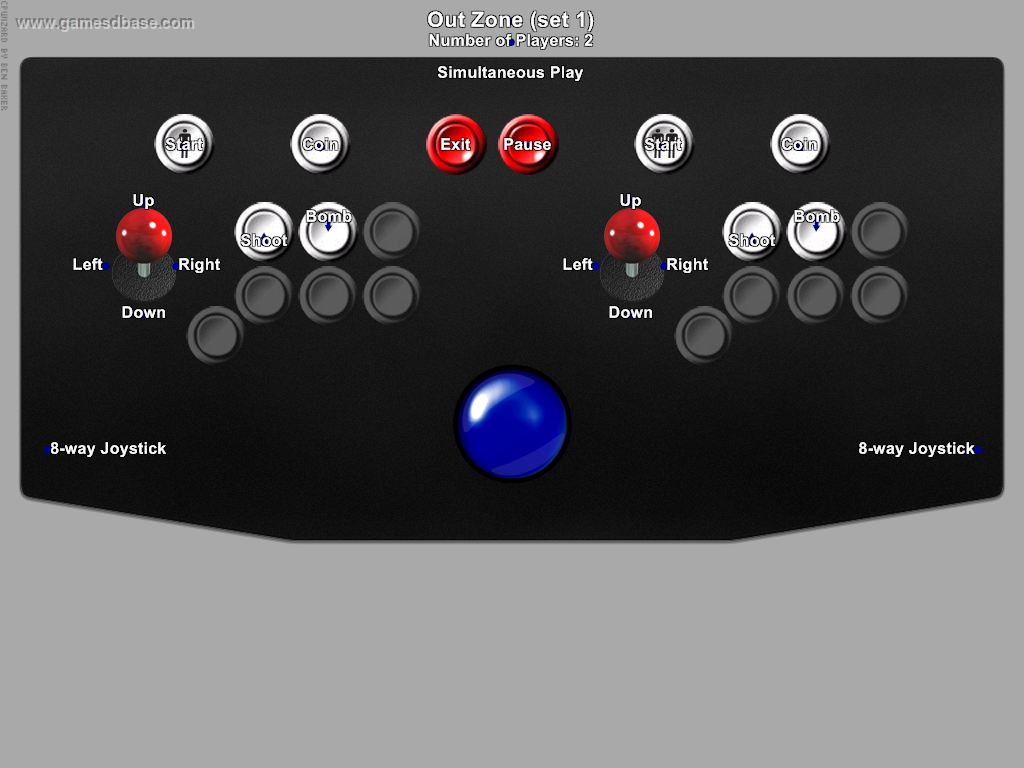 www.gamesdbase.com
CPWIZARD BY BEN BAKER
Out Zone (set 1)
Number of Players: 2
Simultaneous Play
Start
Coin
Exit
Pause
Start
Coin
Up
Left
Right
Down
Shoot
Bomb
Up
Left
Right
Down
Shoot
Bomb
8-way Joystick
8-way Joystick